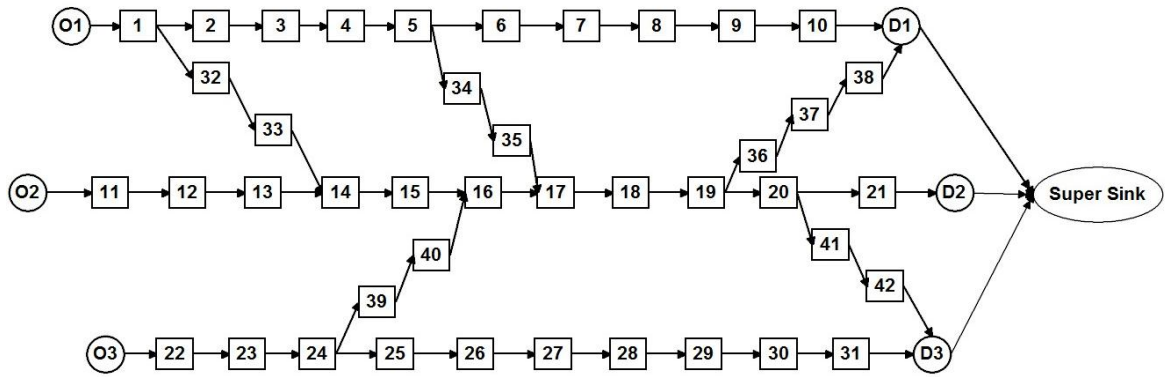 O1 1 2 3 4 5 6 7 8 9 10 D1
32 34 38
33 35 37
36
O2 11 12 13 14 15 16 17 18 19 20 21 D2 Super Sink
40 41
39 42
O3 22 23 24 25 26 27 28 29 30 31 D3